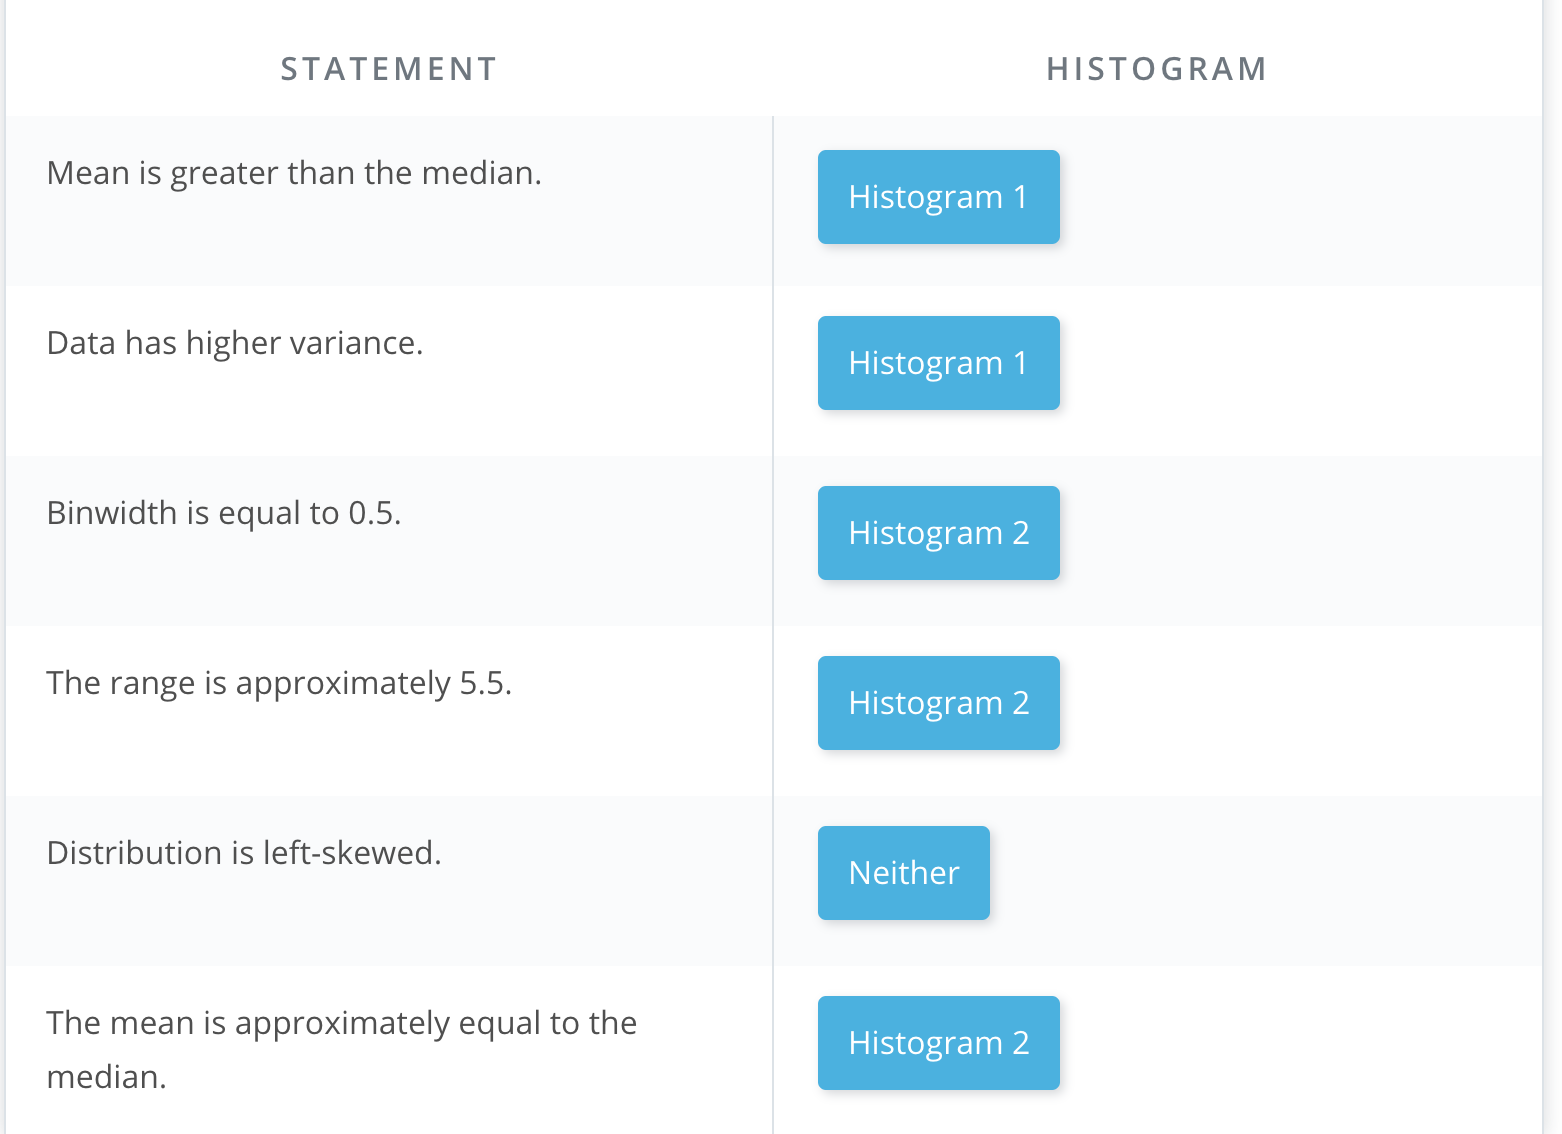 STATEMENT HISTOGRAM
Mean is greater than the median.
Histogram 1
Data has higher variance.
Histogram 1
Binwidth is equal to 0.5.
Histogram 2
The range is approximately 5.5.
Histogram 2
Distribution is left-skewed.
Neither
The mean is approximately equal to the
median.
Histogram 2